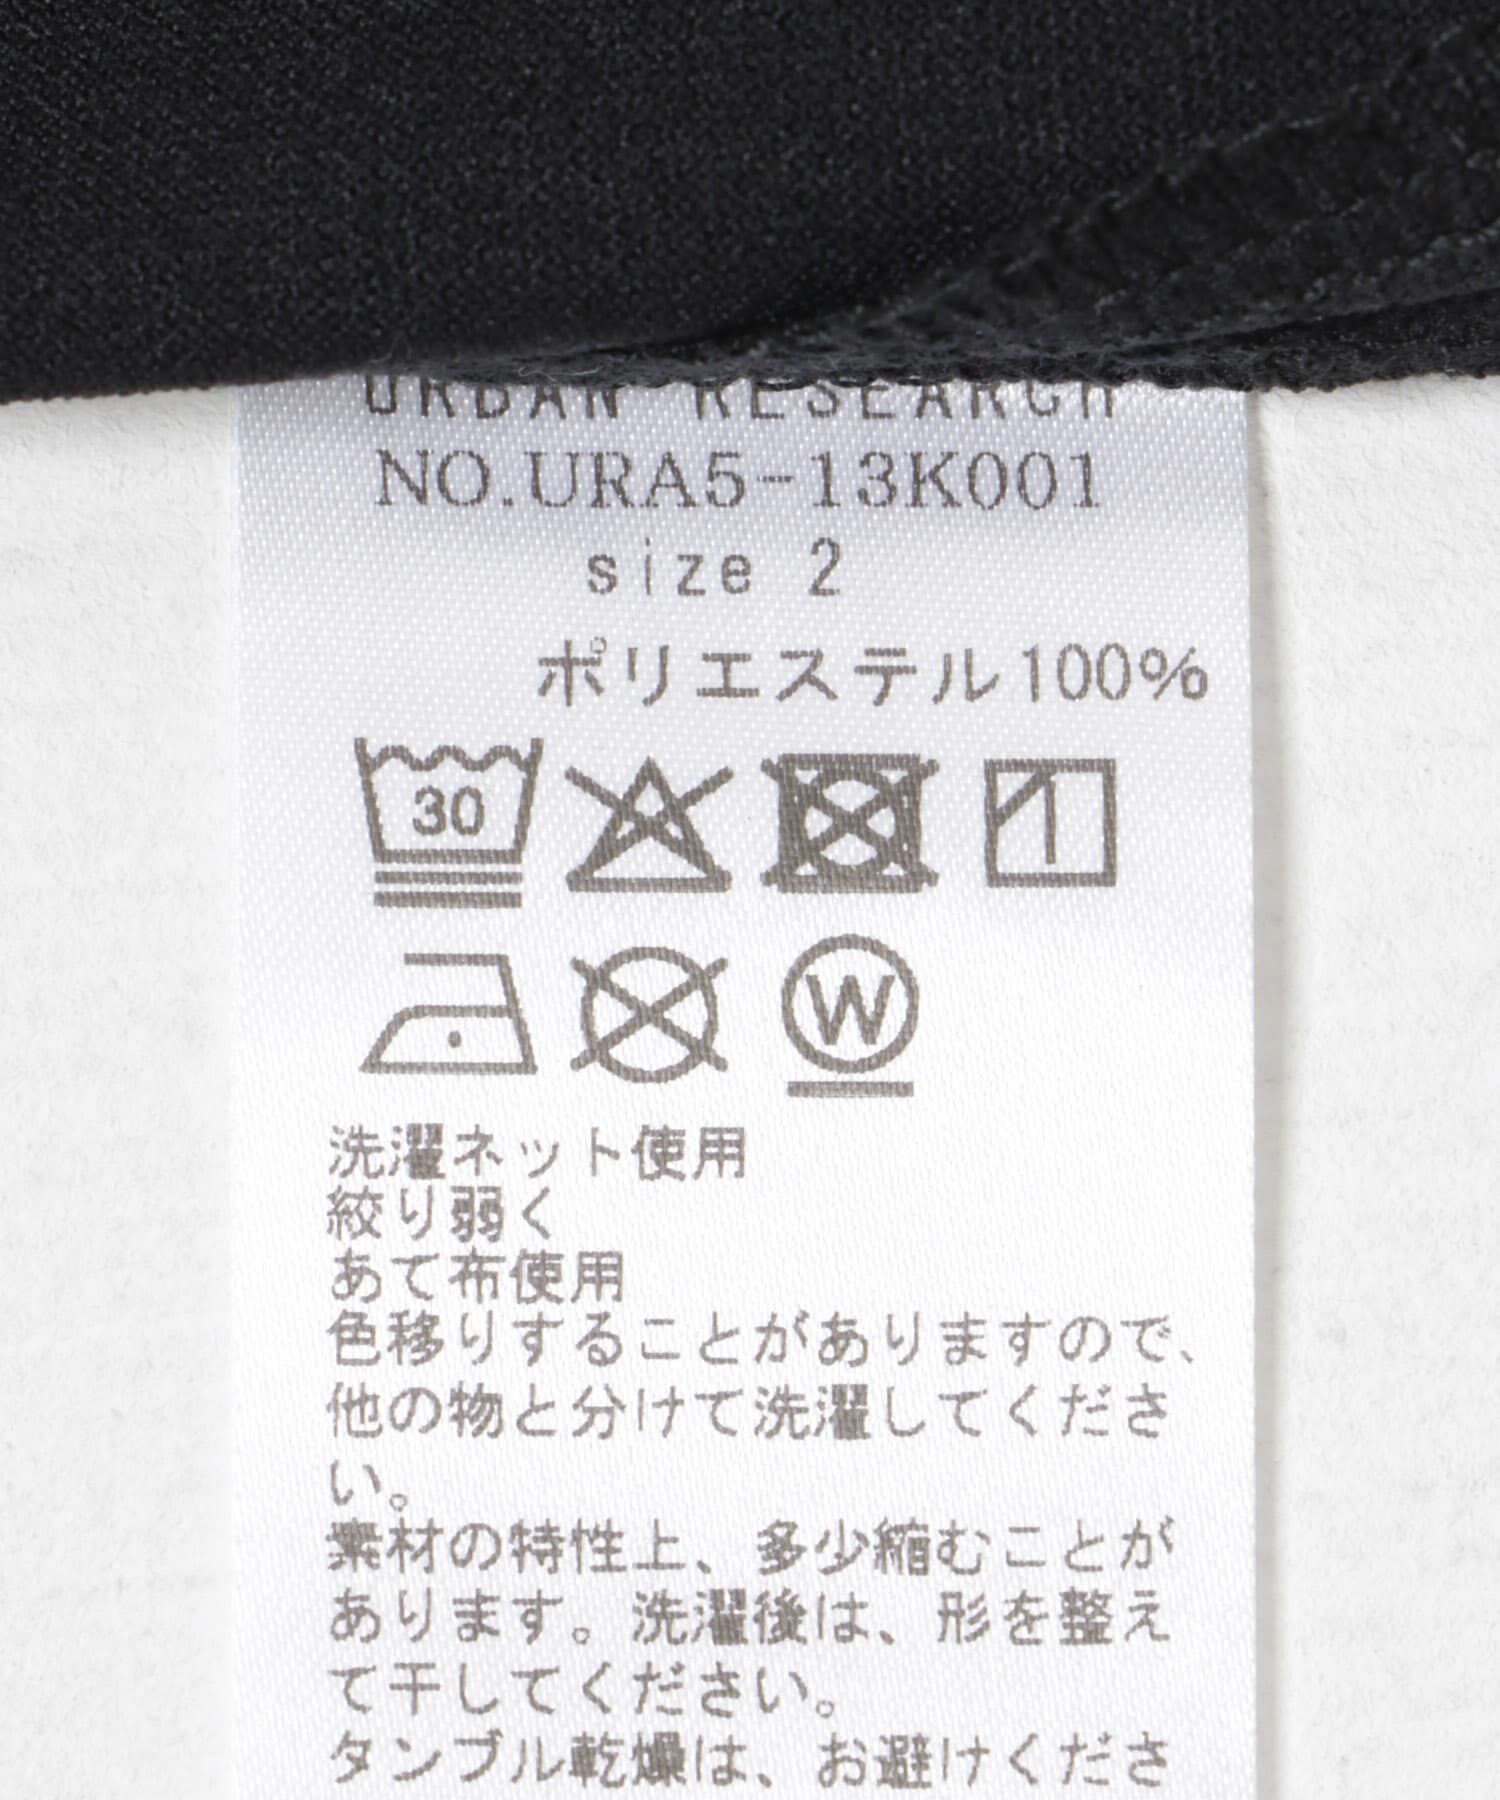 URBAN RESEARCH
NO.URA5-13K001
size 2
ポリエステル100%
30
W
洗濯ネット使用
絞り弱く
あて布使用
色移りすることがありますので、
他の物と分けて洗濯してくださ
い。
素材の特性上、多少縮むことが
あります。洗濯後は、形を整え
て干してください。
タンブル乾燥は、お避けくださ